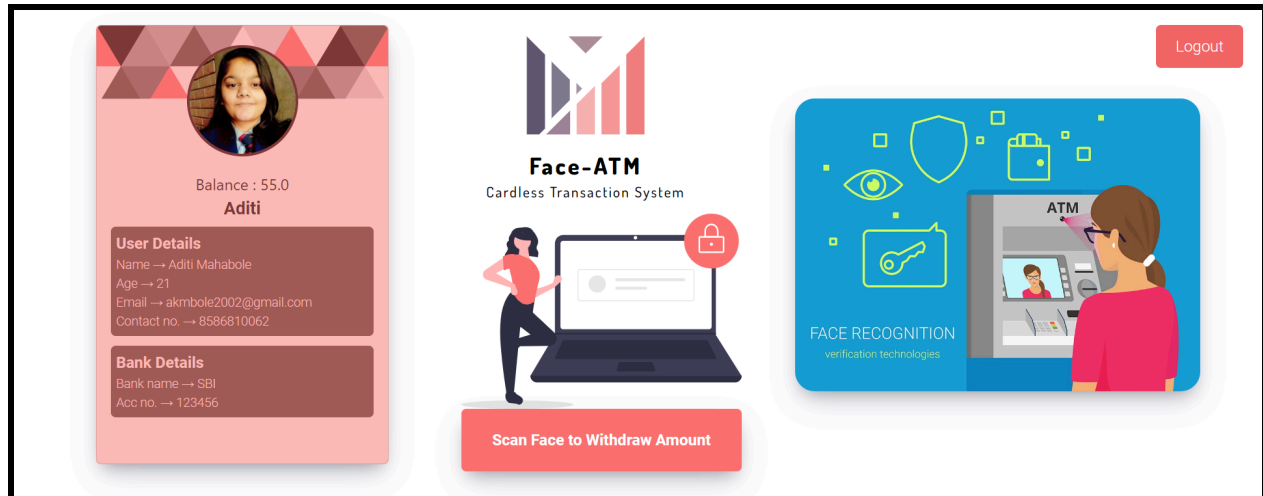 Balance : 55.0
Aditi
User Details
Name → Aditi Mahabole
Age → 21
Email → akmbole2002@gmail.com
Contact no. → 8586810062
Bank Details
Bank name → SBI
Acc no. → 123456
Face-ATM
Cardless Transaction System
Scan Face to Withdraw Amount
Logout
ATM
FACE RECOGNITION
verification technologies